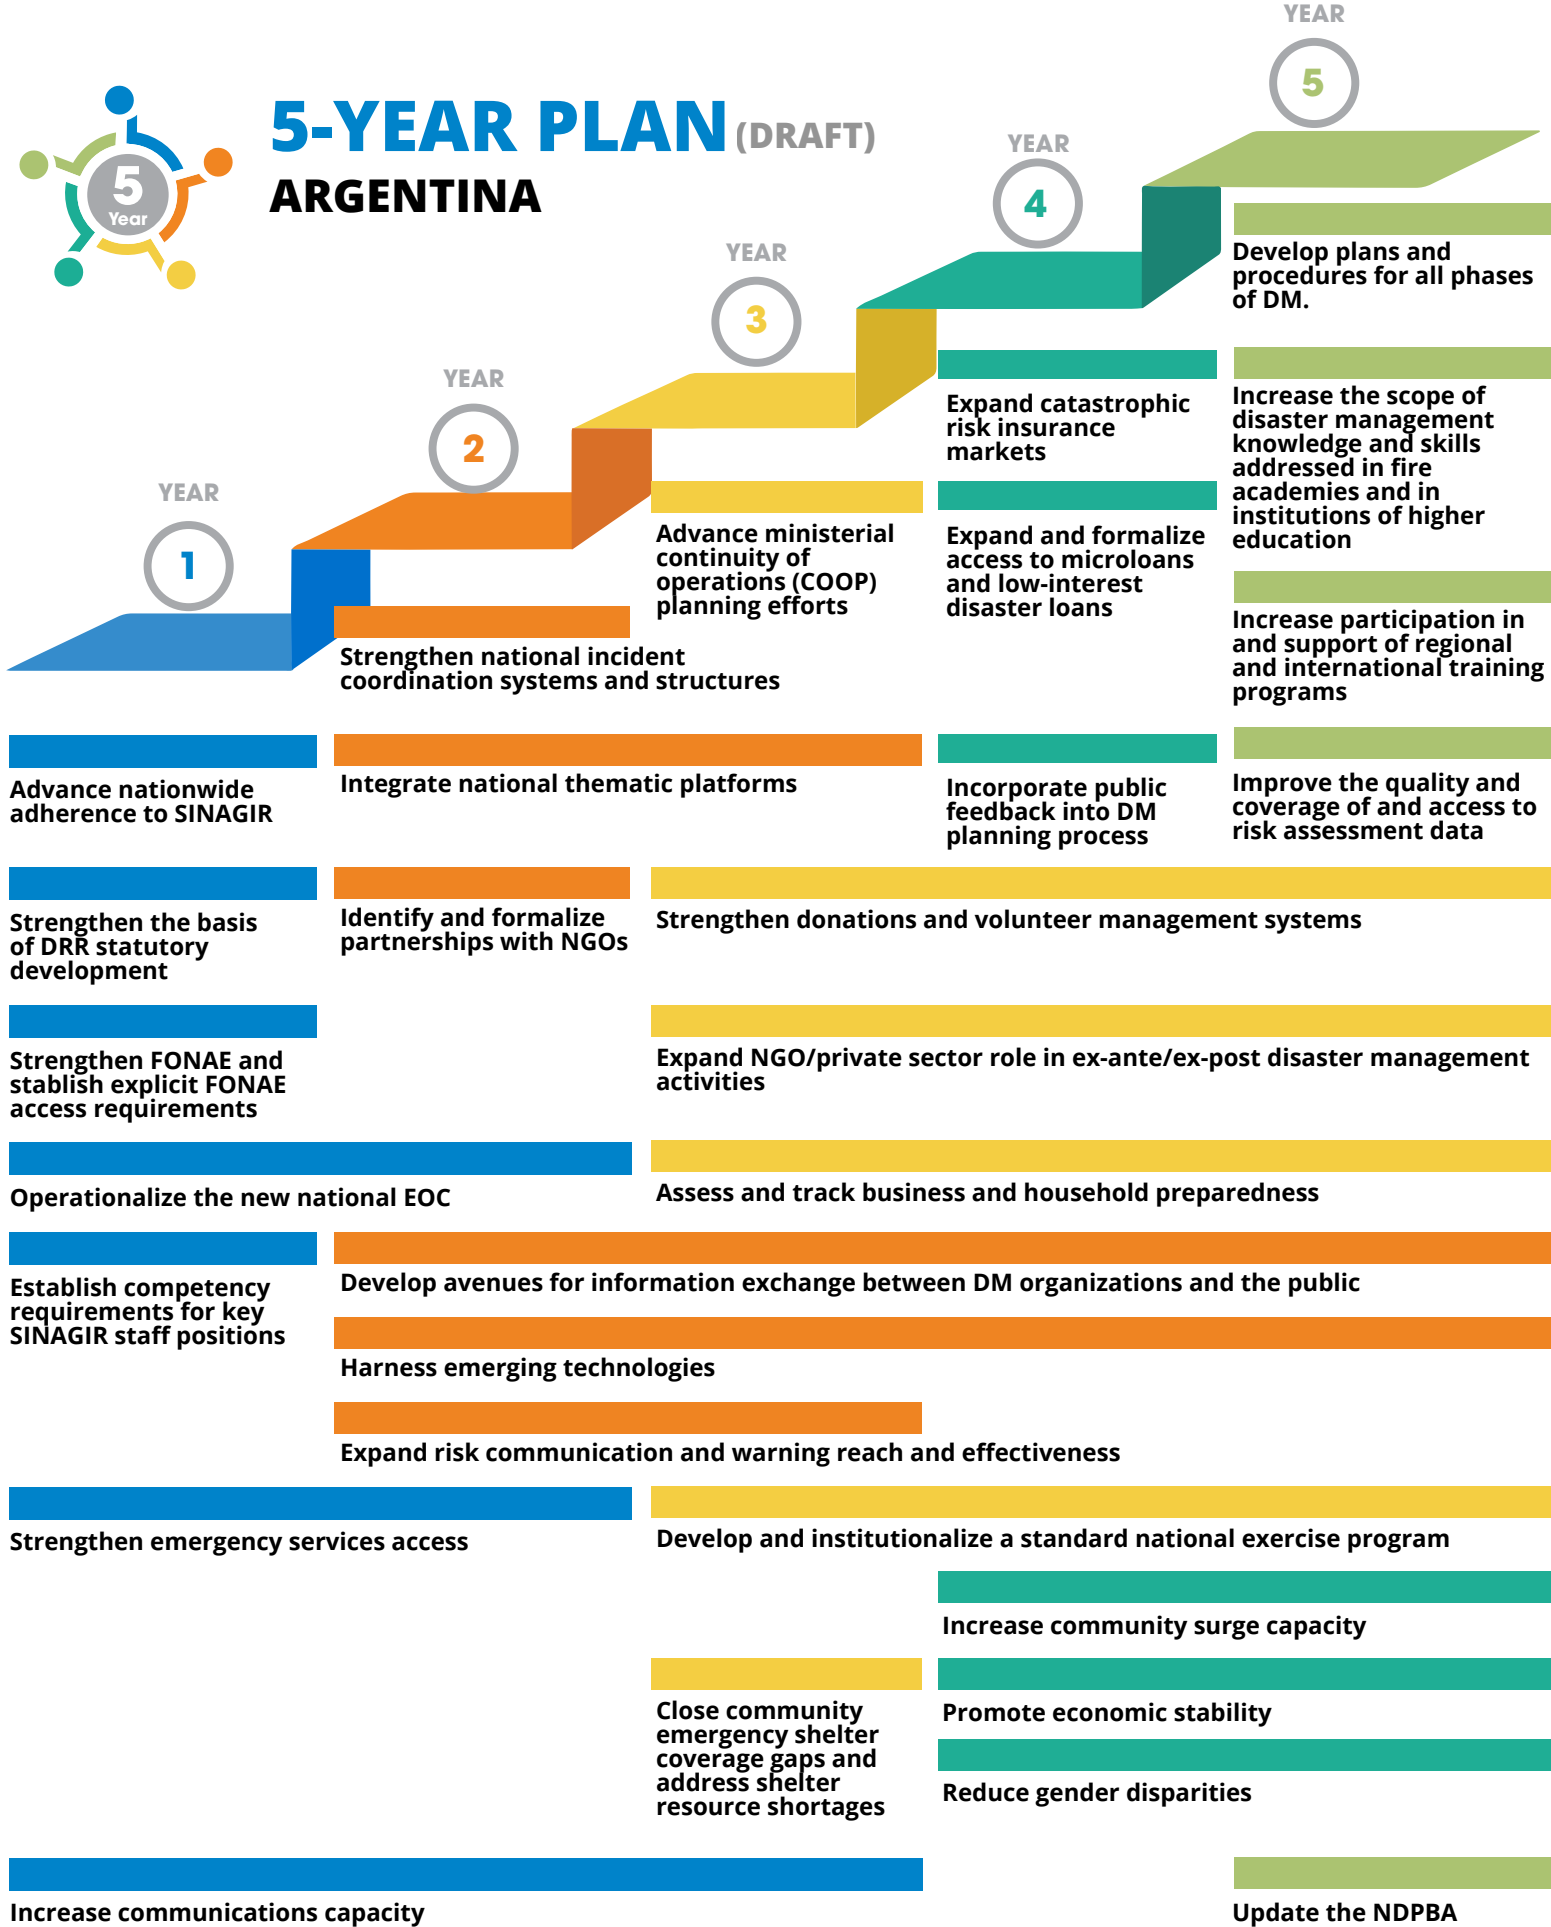 5
Year
5-YEAR PLAN (DRAFT)
ARGENTINA
YEAR
1
YEAR
2
YEAR
3
YEAR
4
YEAR
5
Advance nationwide
adherence to SINAGIR
Strengthen the basis
of DRR statutory
development
Strengthen FONAE and
stablish explicit FONAE
access requirements
Operationalize the new national EOC
Establish competency
requirements for key
SINAGIR staff positions
Strengthen emergency services access
Increase communications capacity
Strengthen national incident
coordination systems and structures
Integrate national thematic platforms
Identify and formalize
partnerships with NGOs
Develop avenues for information exchange between DM organizations and the public
Harness emerging technologies
Expand risk communication and warning reach and effectiveness
Advance ministerial
continuity of
operations (COOP)
planning efforts
Strengthen donations and volunteer management systems
Expand NGO/private sector role in ex-ante/ex-post disaster management
activities
Assess and track business and household preparedness
Develop and institutionalize a standard national exercise program
Close community
emergency shelter
coverage gaps and
address shelter
resource shortages
Expand catastrophic
risk insurance
markets
Expand and formalize
access to microloans
and low-interest
disaster loans
Incorporate public
feedback into DM
planning process
Increase community surge capacity
Promote economic stability
Reduce gender disparities
Develop plans and
procedures for all phases
of DM.
Increase the scope of
disaster management
knowledge and skills
addressed in fire
academies and in
institutions of higher
education
Increase participation in
and support of regional
and international training
programs
Improve the quality and
coverage of and access to
risk assessment data
Update the NDPBA